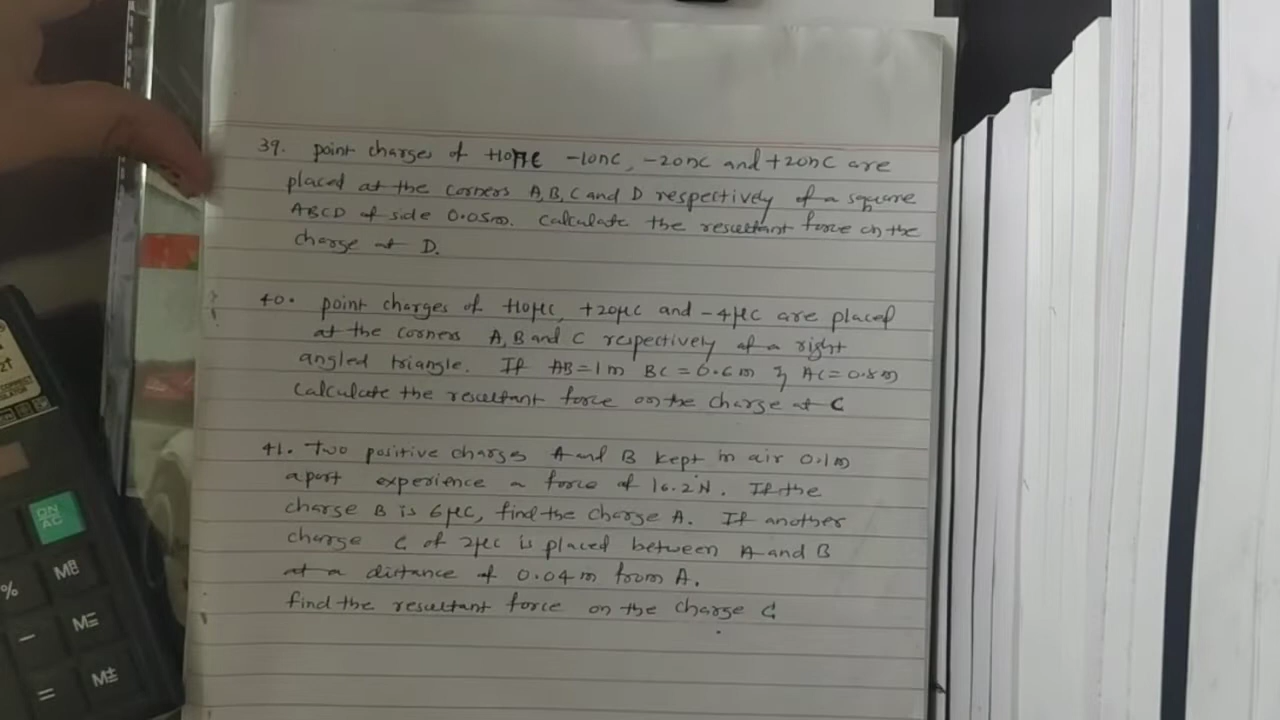 39. point charges of +10nc -10nc, -20nc and +20nc are
placed at the corners A, B, C and D respectively of a square
ABCD of side 0.05m. Calculate the resultant force on the
charge at D.
40. point charges of +10μc, +20μc and -4μc are placed
at the corners A, B and C respectively of a right
angled triangle. If AB = 1m BC = 0.6m & AC = 0.8m
Calculate the resultant force on the charge at C
41. Two positive charges A and B kept in air 0.1m
apart experience a force of 16.2N. If the
charge B is 6μc, find the charge A. If another
charge C of 2μc is placed between A and B
at a distance of 0.04m from A.
find the resultant force on the charge C
ON
AC
%
MB
-
M=
=
M±